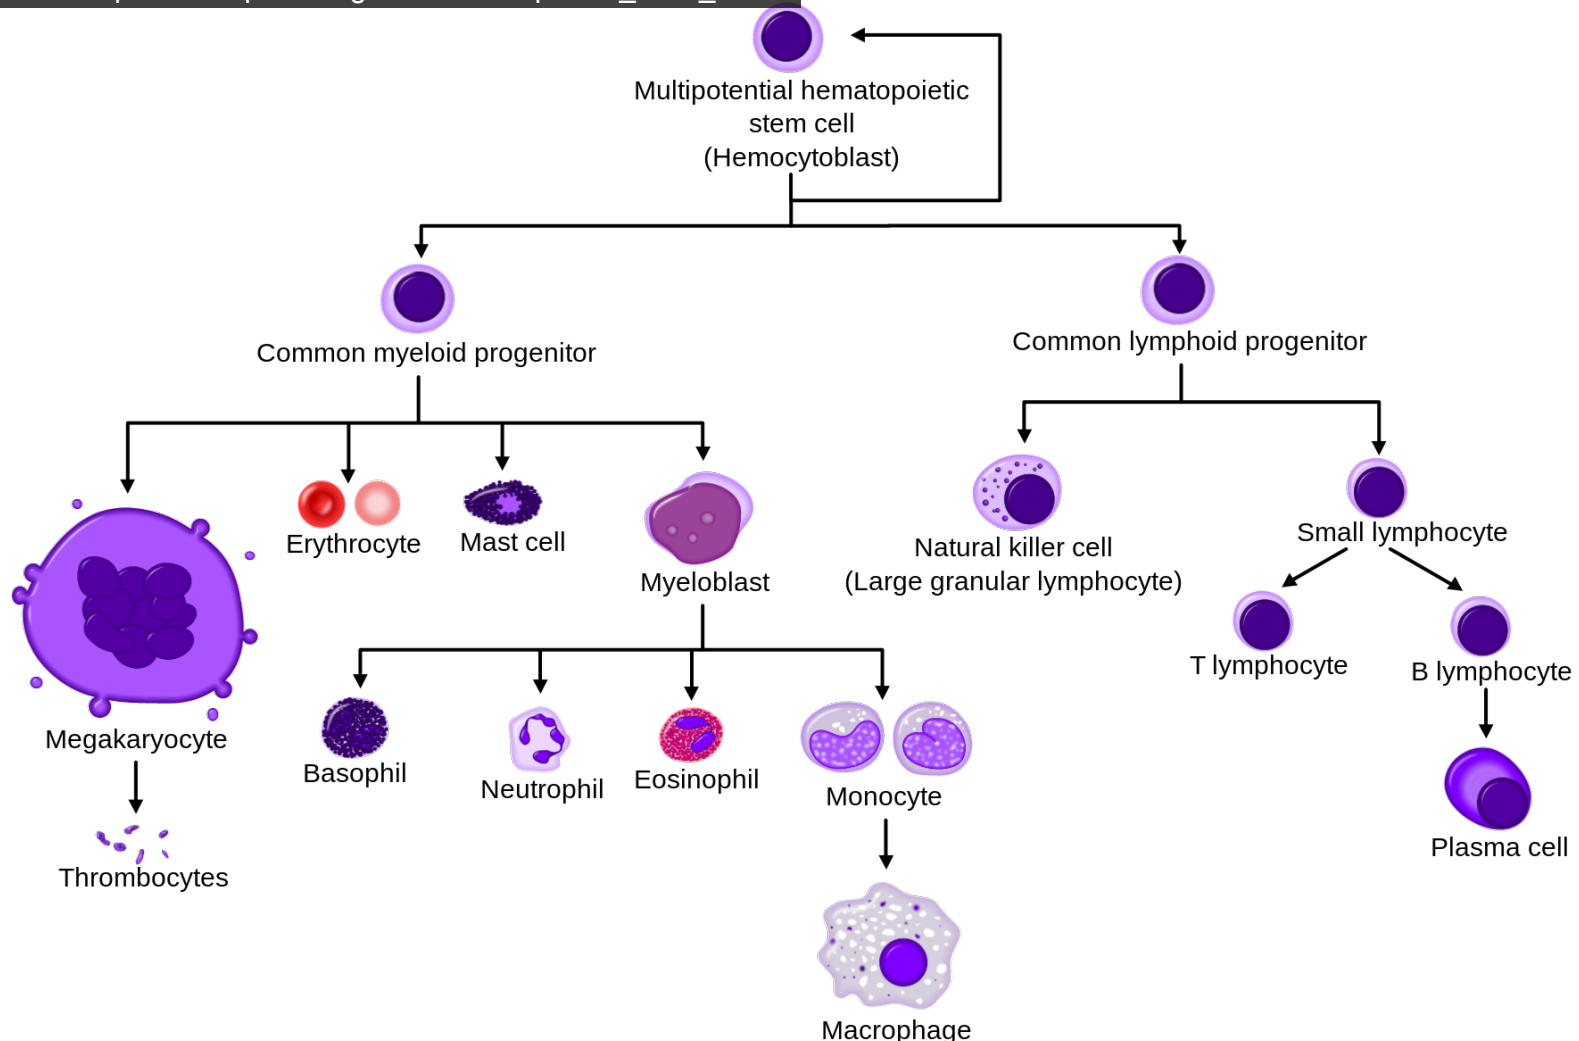 Multipotential hematopoietic
stem cell
(Hemocytoblast)
Common myeloid progenitor
Common lymphoid progenitor
Erythrocyte
Mast cell
Myeloblast
Natural killer cell
(Large granular lymphocyte)
Small lymphocyte
T lymphocyte
B lymphocyte
Megakaryocyte
Basophil
Neutrophil
Eosinophil
Monocyte
Plasma cell
Thrombocytes
Macrophage